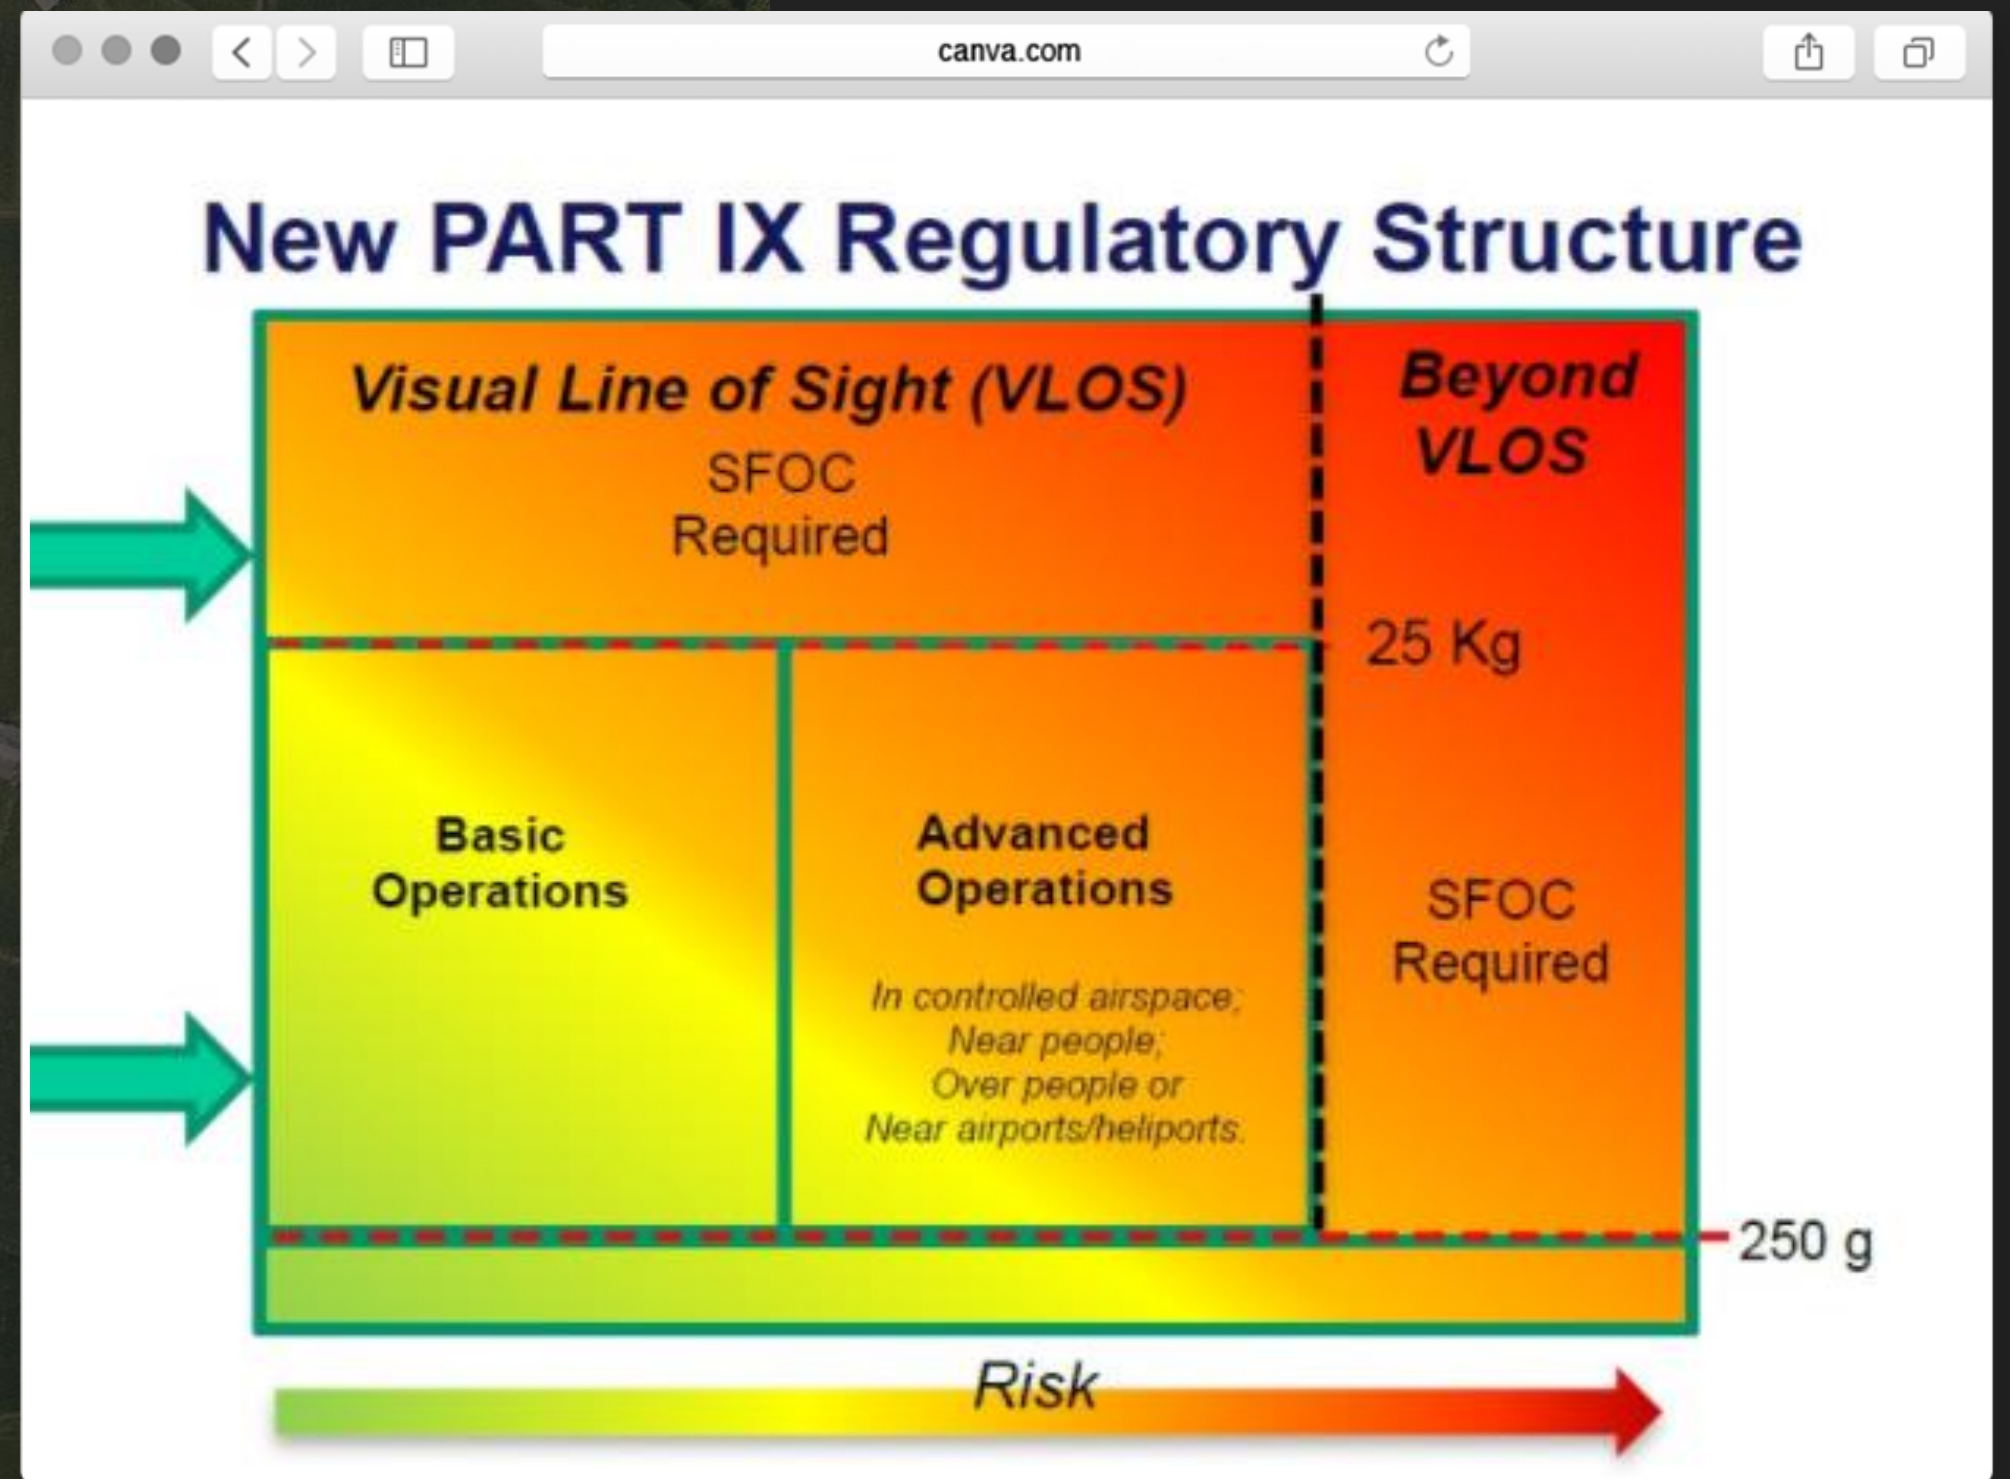 canva.com
New PART IX Regulatory Structure
Visual Line of Sight (VLOS)
SFOC
Required
Beyond
VLOS
25 Kg
Basic
Operations
Advanced
Operations
In controlled airspace;
Near people;
Over people or
Near airports/heliports.
SFOC
Required
250 g
Risk